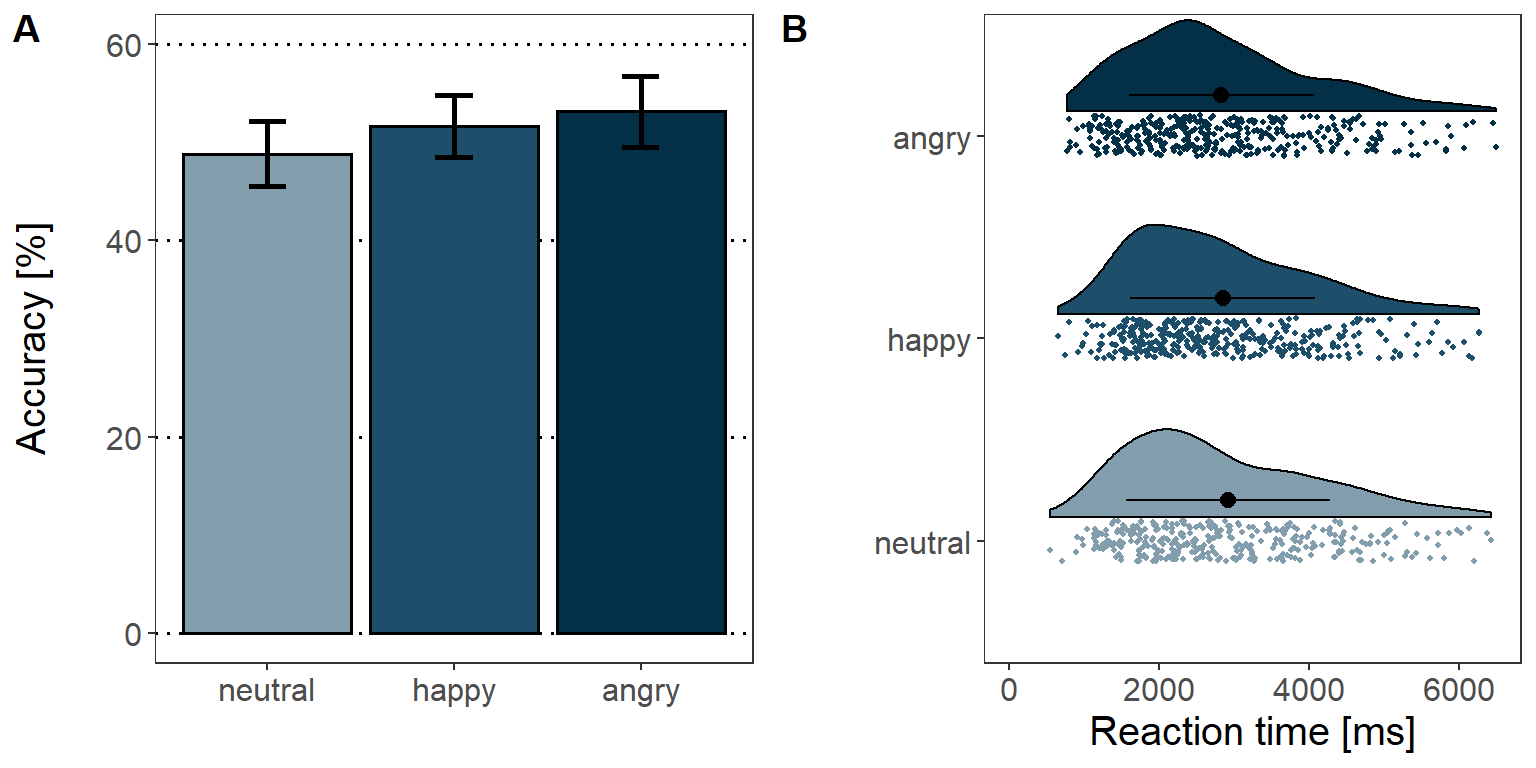 A
Accuracy [%]
60
40
20
0
neutral happy angry
B
angry
happy
neutral
0 2000 4000 6000
Reaction time [ms]